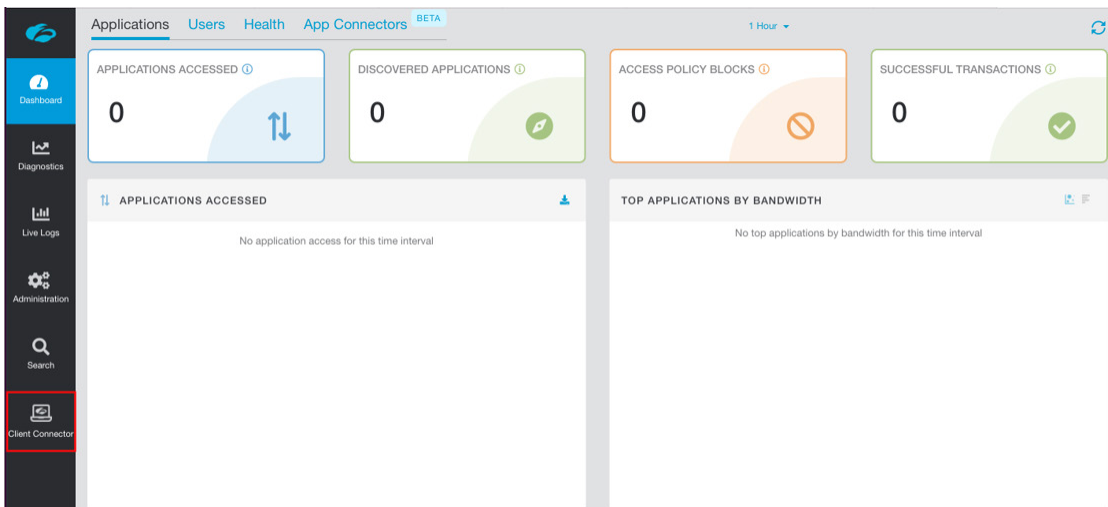 Applications Users Health App Connectors BETA
1 Hour
APPLICATIONS ACCESSED
0
DISCOVERED APPLICATIONS
0
ACCESS POLICY BLOCKS
0
SUCCESSFUL TRANSACTIONS
0
Dashboard
Diagnostics
Live Logs
Administration
Search
Client Connector
APPLICATIONS ACCESSED
No application access for this time interval
TOP APPLICATIONS BY BANDWIDTH
No top applications by bandwidth for this time interval